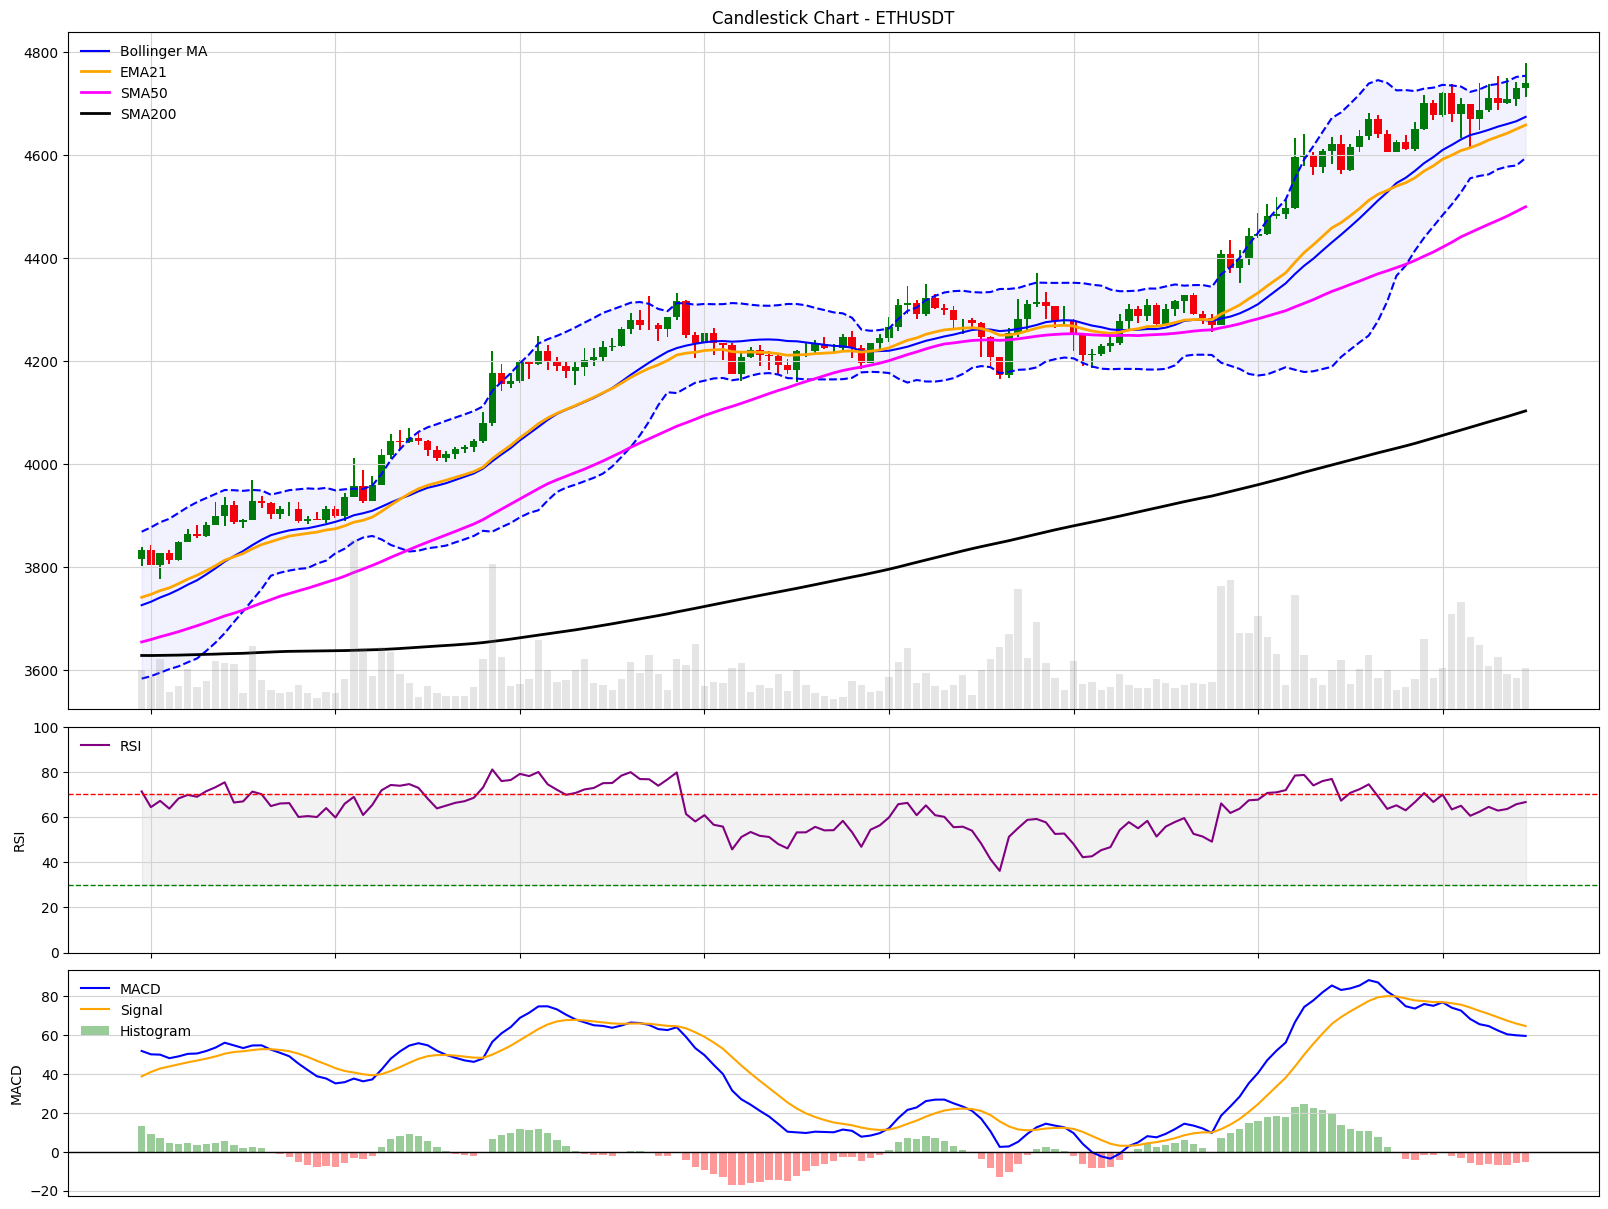 Candlestick Chart - ETHUSDT
4800
4600
4400
4200
4000
3800
3600
Bollinger MA
EMA21
SMA50
SMA200
100
80
60
40
20
0
RSI
RSI
80
60
40
20
0
−20
MACD
MACD
Signal
Histogram